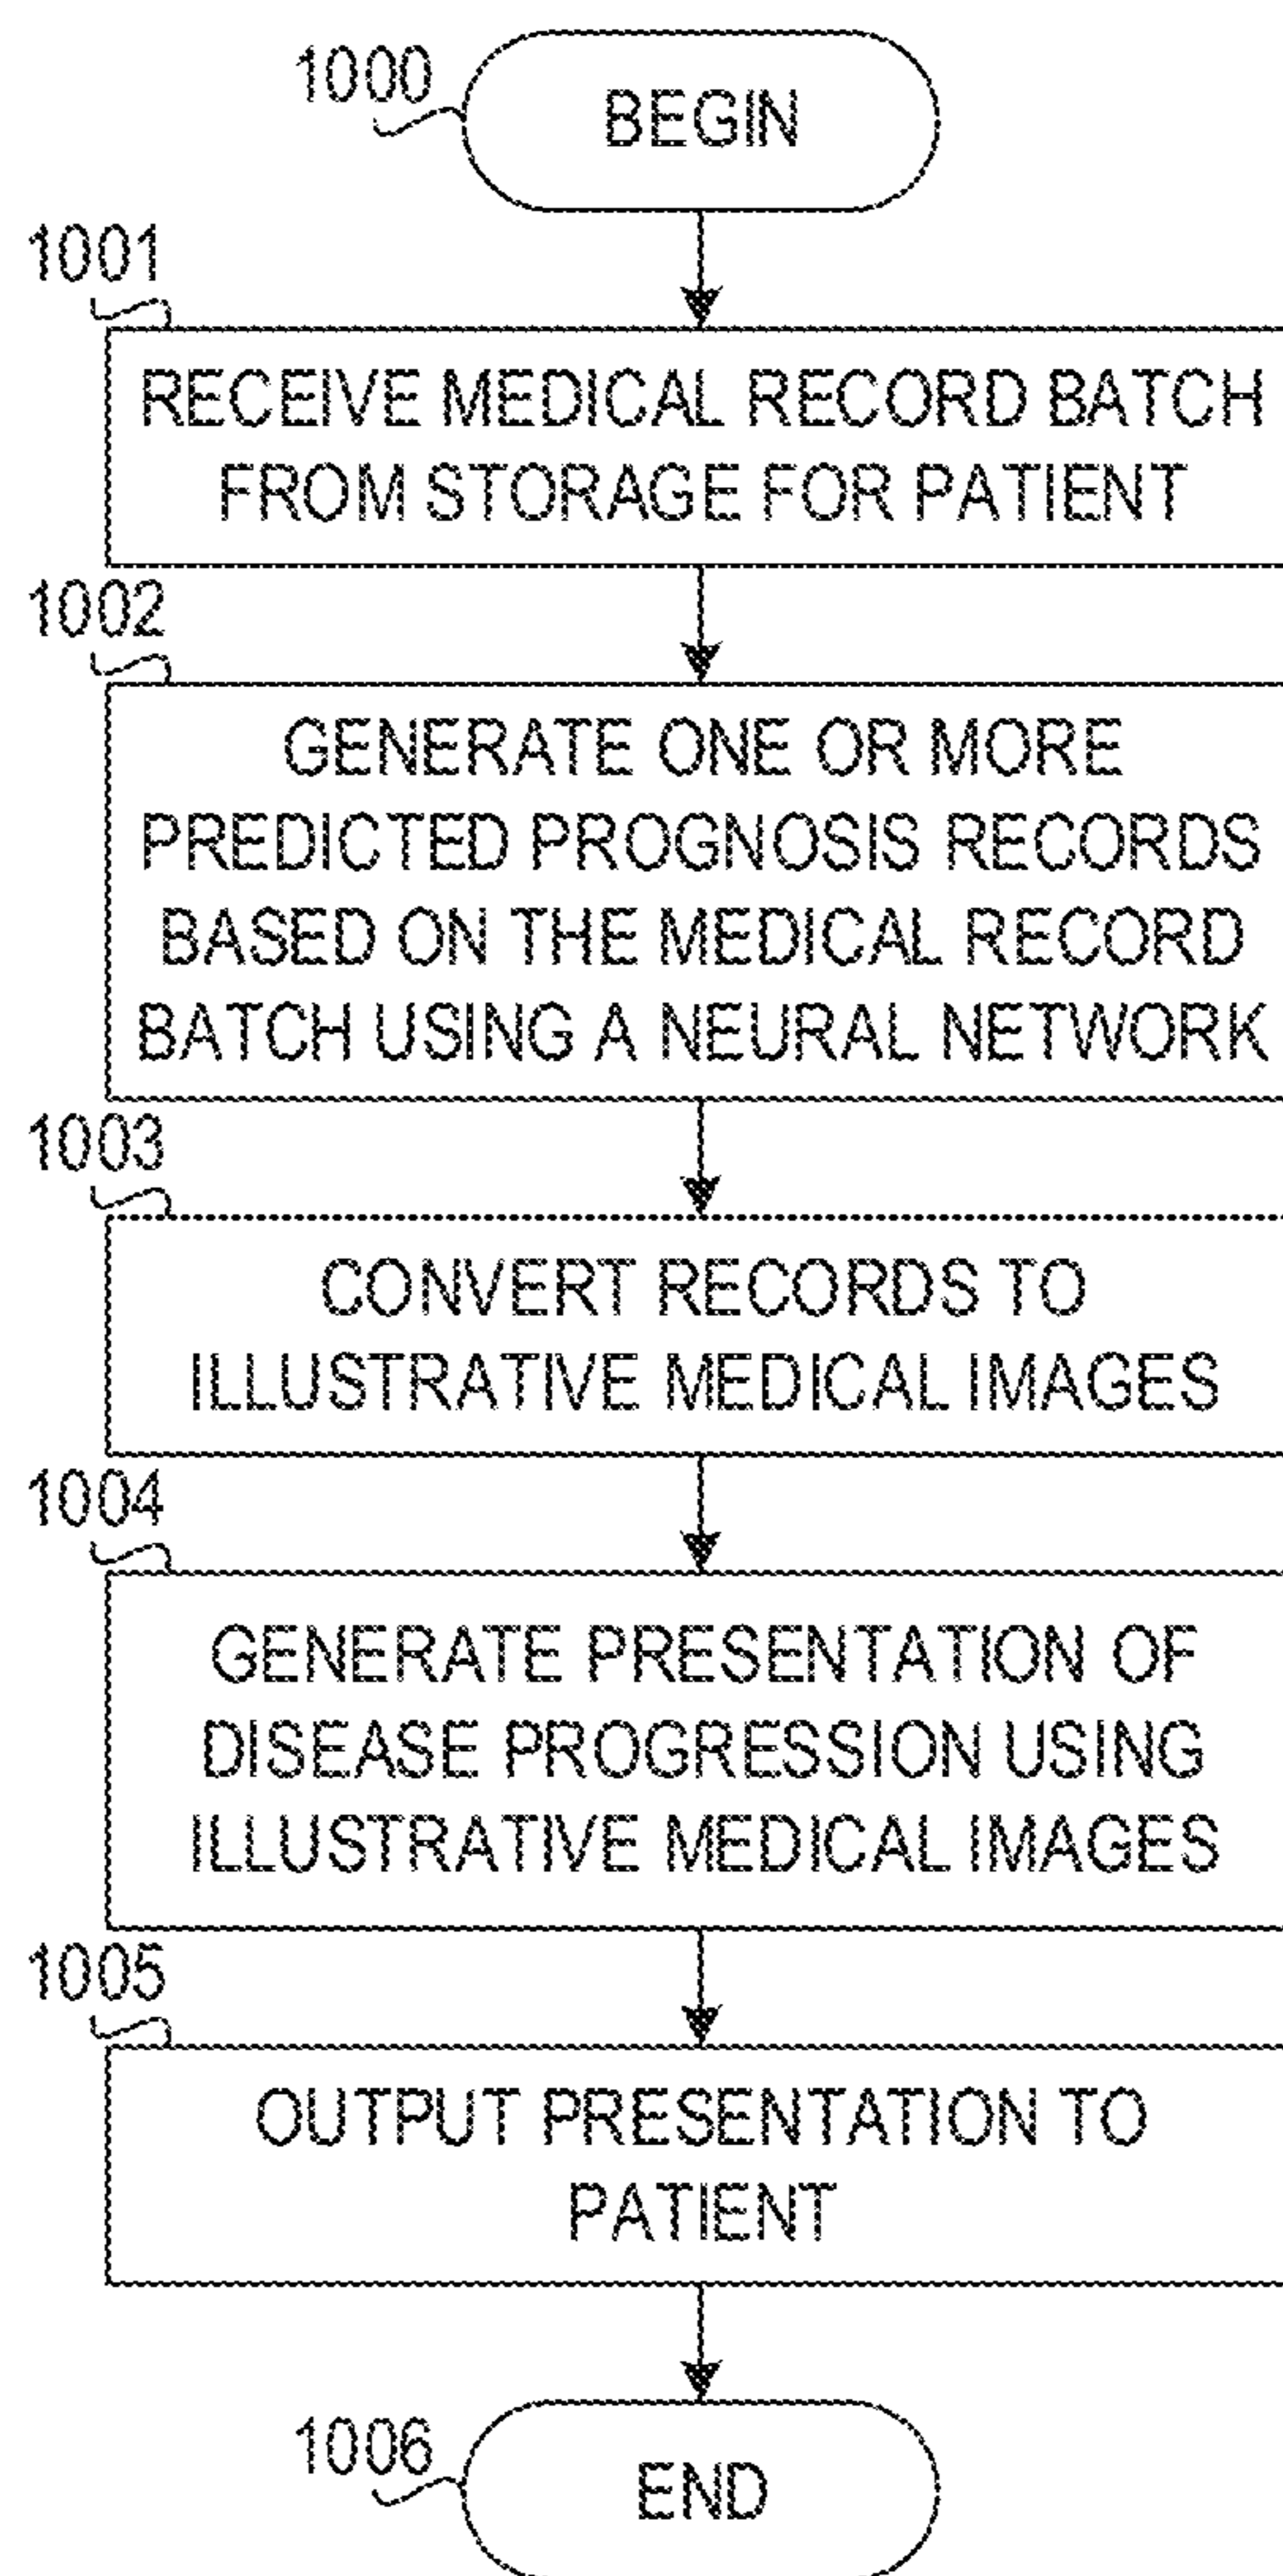 1000
BEGIN
1001
RECEIVE MEDICAL RECORD BATCH
FROM STORAGE FOR PATIENT
1002
GENERATE ONE OR MORE
PREDICTED PROGNOSIS RECORDS
BASED ON THE MEDICAL RECORD
BATCH USING A NEURAL NETWORK
1003
CONVERT RECORDS TO
ILLUSTRATIVE MEDICAL IMAGES
1004
GENERATE PRESENTATION OF
DISEASE PROGRESSION USING
ILLUSTRATIVE MEDICAL IMAGES
1005
OUTPUT PRESENTATION TO
PATIENT
1006
END